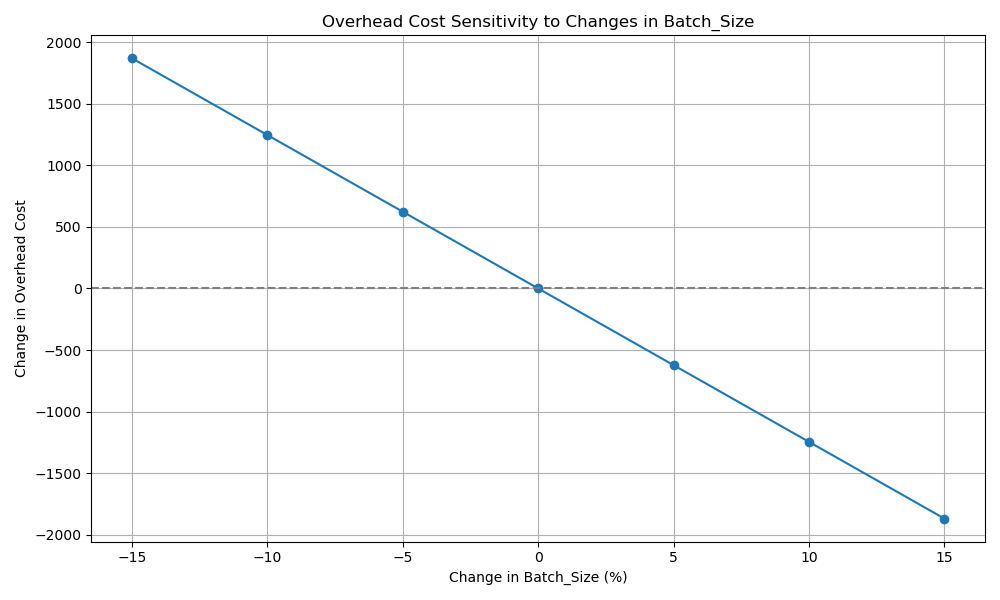 Overhead Cost Sensitivity to Changes in Batch_Size
Change in Overhead Cost
2000
1500
1000
500
0
−500
−1000
−1500
−2000
−15 −10 −5 0 5 10 15
Change in Batch_Size (%)